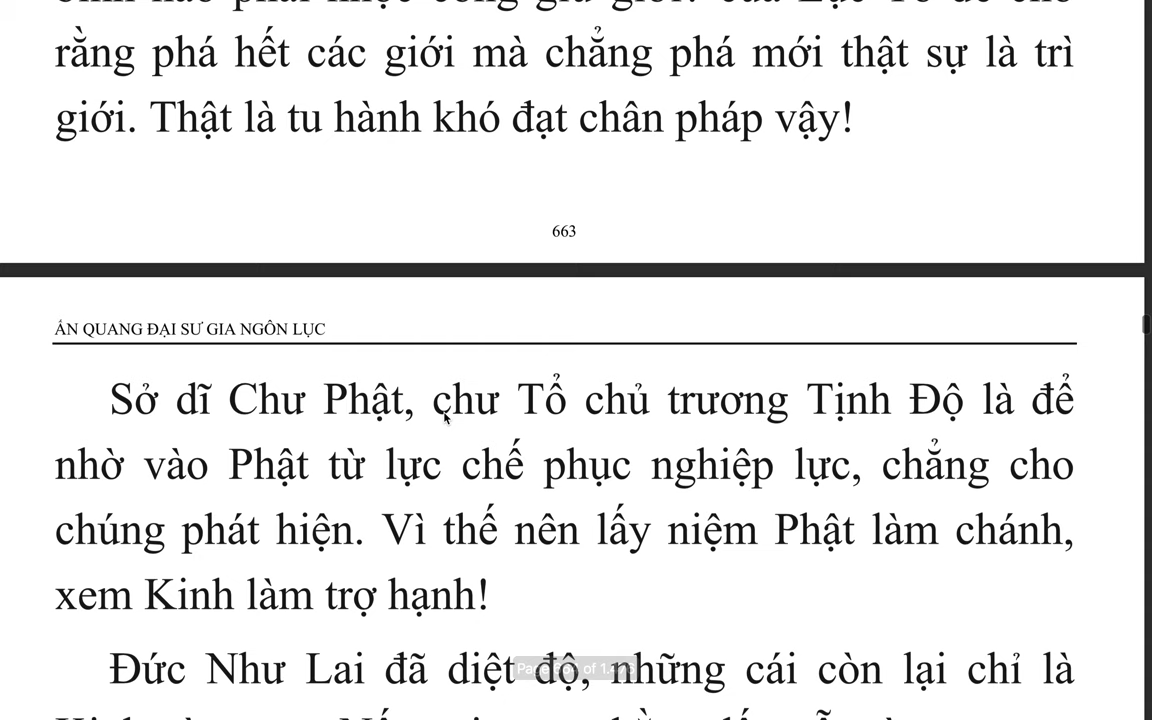 rằng phá hết các giới mà chẳng phá mới thật sự là trì
giới. Thật là tu hành khó đạt chân pháp vậy!
663
ẤN QUANG ĐẠI SƯ GIA NGÔN LỤC
Sở dĩ Chư Phật, chư Tổ chủ trương Tịnh Độ là để
nhờ vào Phật từ lực chế phục nghiệp lực, chẳng cho
chúng phát hiện. Vì thế nên lấy niệm Phật làm chánh,
xem Kinh làm trợ hạnh!
Đức Như Lai đã diệt độ, những cái còn lại chỉ là